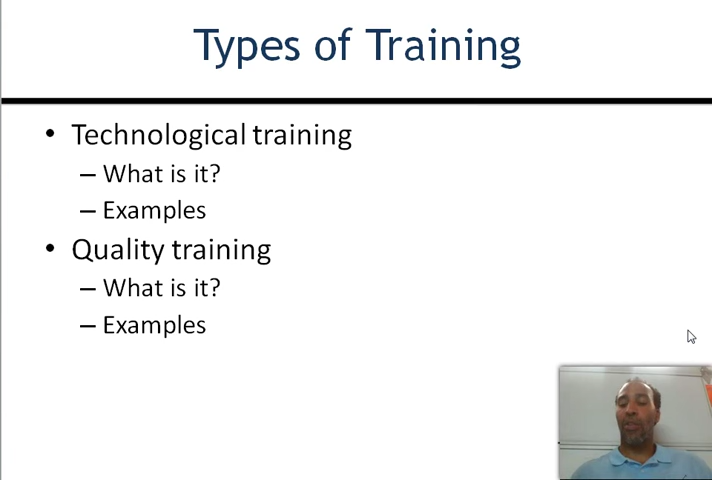 Types of Training
• Technological training
– What is it?
– Examples
• Quality training
– What is it?
– Examples